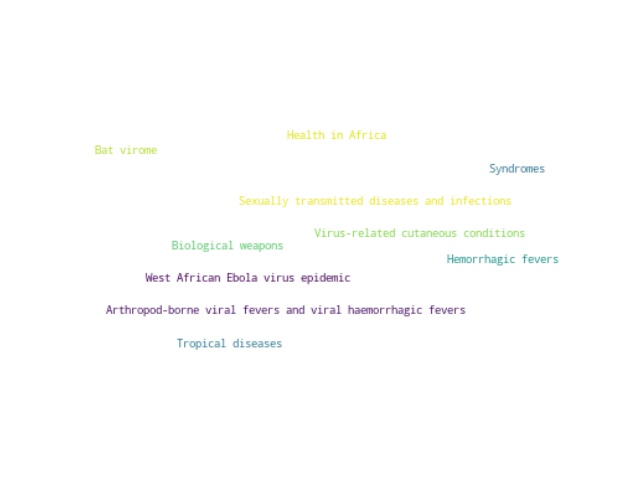 Health in Africa
Bat virome
Syndromes
Sexually transmitted diseases and infections
Virus-related cutaneous conditions
Biological weapons
Hemorrhagic fevers
West African Ebola virus epidemic
Arthropod-borne viral fevers and viral haemorrhagic fevers
Tropical diseases